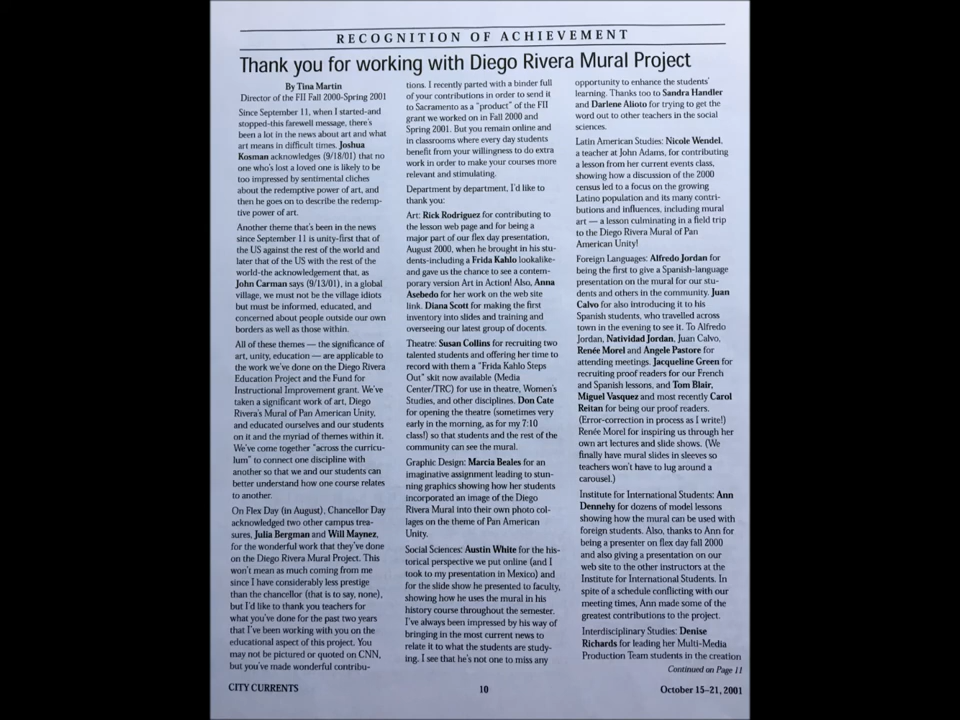 RECOGNITION OF ACHIEVEMENT
Thank you for working with Diego Rivera Mural Project
By Tina Martin
Director of the FII Fall 2000-Spring 2001
Since September 11, when I started-and
stopped-this farewell message, there's
been a lot in the news about art and what
art means in difficult times. Joshua
Kosman acknowledges (9/18/01) that no
one who's lost a loved one is likely to be
too impressed by sentimental cliches
about the redemptive power of art, and
then be goes on to describe the redemp-
tive power of art.
Another theme that's been in the news
since September 11 is unity-first that of
the US against the rest of the world and
later that of the US with the rest of the
world-the acknowledgement that, as
John Carman says (9/13/01), in a global
village, we must not be the village idiots
but must be informed, educated, and
concerned about people outside our own
borders as well as those within.
All of these themes — the significance of
art, unity, education — are applicable to
the work we've done on the Diego Rivera
Education Project and the Fund for
Instructional Improvement grant. We've
taken a significant work of art, Diego
Rivera's Mural of Pan American Unity,
and educated ourselves and our students
on it and the myriad of themes within it.
We've come together "across the curricu-
lum" to connect one discipline with
another so that we and our students can
better understand how one course relates
to another.
On Flex Day (in August), Chancellor Day
acknowledged two other campus trea-
sures, Julia Bergman and Will Maynez,
for the wonderful work that they've done
on the Diego Rivera Mural Project. This
won't mean as much coming from me
since I have considerably less prestige
than the chancellor (that is to say, none),
but I'd like to thank you teachers for
what you've done for the past two years
that I've been working with you on the
educational aspect of this project. You
may not be pictured or quoted on CNN,
but you've made wonderful contribu-
tions. I recently parted with a binder full
of your contributions in order to send it
to Sacramento as a "product" of the FII
grant we worked on in Fall 2000 and
Spring 2001. But you remain online and
in classrooms where every day students
benefit from your willingness to do extra
work in order to make your courses more
relevant and stimulating.
Department by department, I'd like to
thank you:
Art: Rick Rodriguez for contributing to
the lesson web page and for being a
major part of our flex day presentation,
August 2000, when he brought in his stu-
dents-including a Frida Kahlo lookalike-
and gave us the chance to see a contem-
porary version Art in Action! Also, Anna
Asebedo for her work on the web site
link. Diana Scott for making the first
inventory into slides and training and
overseeing our latest group of docents.
Theatre: Susan Collins for recruiting two
talented students and offering her time to
record with them a "Frida Kahlo Steps
Out" skit now available (Media
Center/TRC) for use in theatre, Women's
Studies, and other disciplines. Don Cate
for opening the theatre (sometimes very
early in the morning, as for my 7:10
class!) so that students and the rest of the
community can see the mural.
Graphic Design: Marcia Beales for an
imaginative assignment leading to stun-
ning graphics showing how her students
incorporated an image of the Diego
Rivera Mural into their own photo col-
lages on the theme of Pan American
Unity.
Social Sciences: Austin White for the his-
torical perspective we put online (and I
took to my presentation in Mexico) and
for the slide show he presented to faculty,
showing how he uses the mural in his
history course throughout the semester.
I've always been impressed by his way of
bringing in the most current news to
relate it to what the students are study-
ing. I see that he's not one to miss any
opportunity to enhance the students'
learning. Thanks too to Sandra Handler
and Darlene Alioto for trying to get the
word out to other teachers in the social
sciences.
Latin American Studies: Nicole Wendel,
a teacher at John Adams, for contributing
a lesson from her current events class,
showing how a discussion of the 2000
census led to a focus on the growing
Latino population and its many contri-
butions and influences, including mural
art — a lesson culminating in a field trip
to the Diego Rivera Mural of Pan
American Unity!
Foreign Languages: Alfredo Jordan for
being the first to give a Spanish-language
presentation on the mural for our stu-
dents and others in the community. Juan
Calvo for also introducing it to his
Spanish students, who travelled across
town in the evening to see it. To Alfredo
Jordan, Natividad Jordan, Juan Calvo,
Renée Morel and Angele Pastore for
attending meetings. Jacqueline Green for
recruiting proof readers for our French
and Spanish lessons, and Tom Blair,
Miguel Vasquez and most recently Carol
Reitan for being our proof readers.
(Error-correction in process as I write!)
Renée Morel for inspiring us through her
own art lectures and slide shows. (We
finally have mural slides in sleeves so
teachers won't have to lug around a
carousel.)
Institute for International Students: Ann
Dennehy for dozens of model lessons
showing how the mural can be used with
foreign students. Also, thanks to Ann for
being a presenter on flex day fall 2000
and also giving a presentation on our
web site to the other instructors at the
Institute for International Students. In
spite of a schedule conflicting with our
meeting times, Ann made some of the
greatest contributions to the project.
Interdisciplinary Studies: Denise
Richards for leading her Multi-Media
Production Team students in the creation
Continued on Page 11
CITY CURRENTS
10
October 15–21, 2001